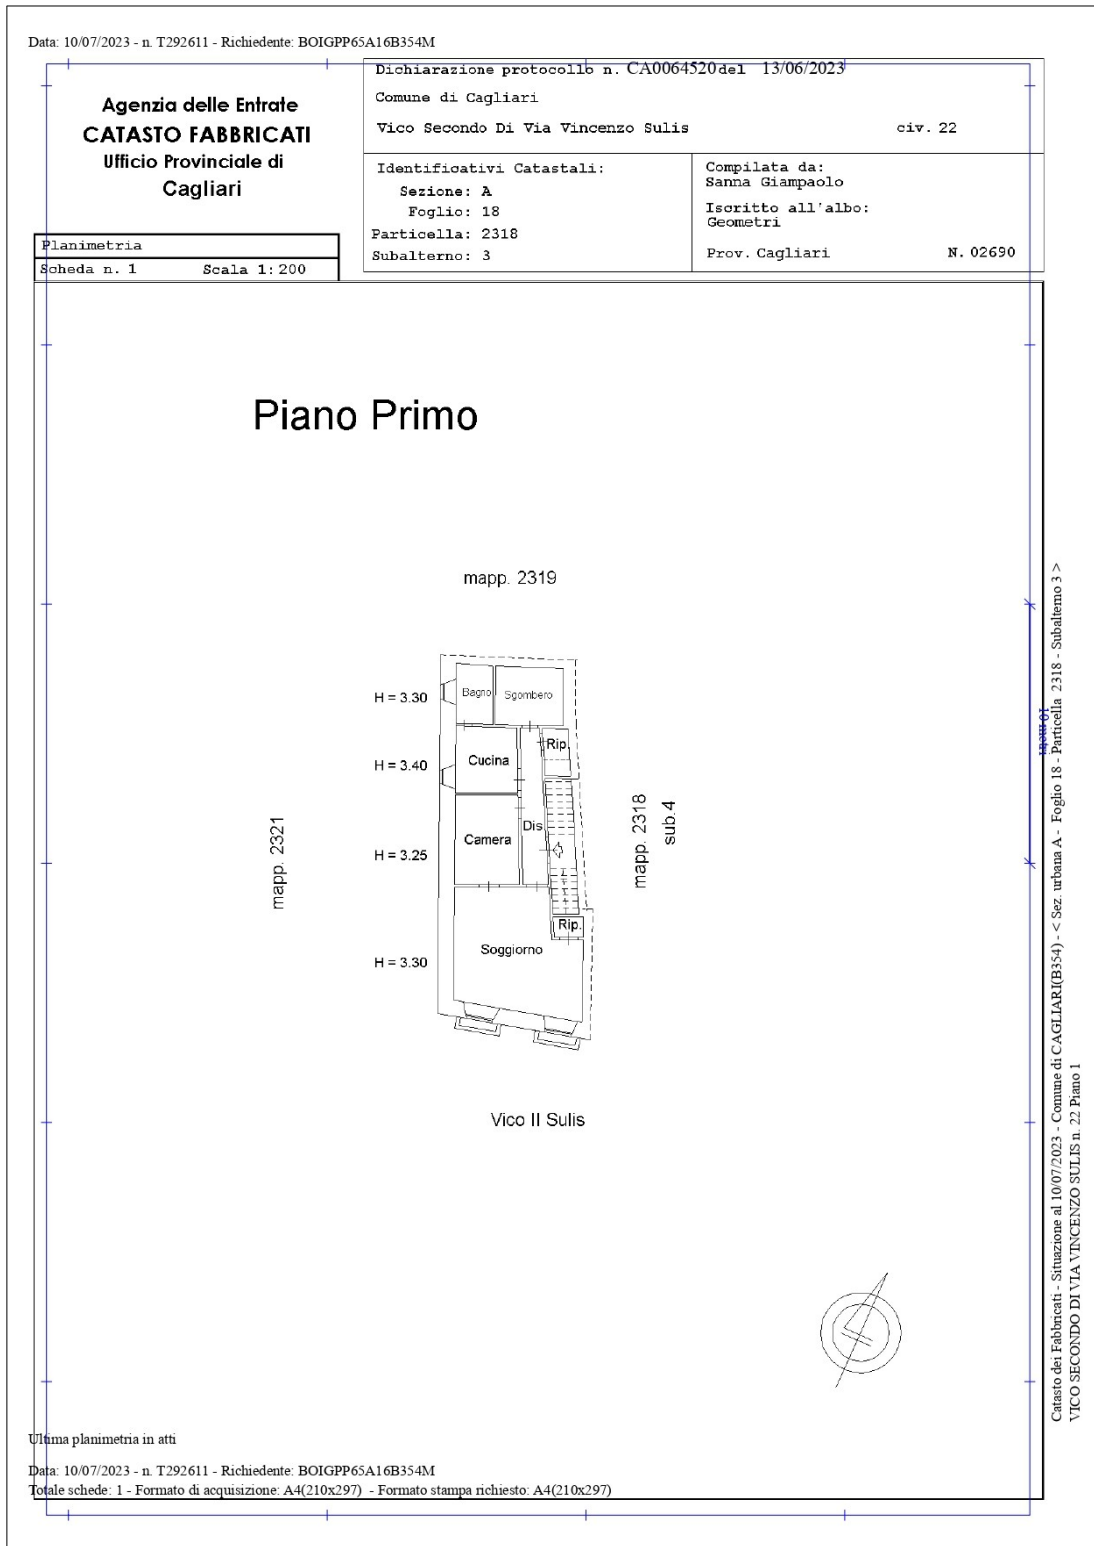 Data: 10/07/2023 - n. T292611 - Richiedente: BOIGPP65A16B354M
Agenzia delle Entrate
CATASTO FABBRICATI
Ufficio Provinciale di
Cagliari
Dichiarazione protocollo n. CA0064520 del 13/06/2023
Comune di Cagliari
Vico Secondo Di Via Vincenzo Sulis civ. 22
Identificativi Catastali:
Sezione: A
Foglio: 18
Particella: 2318
Subalterno: 3
Compilata da:
Sanna Giampaolo
Iscritto all'albo:
Geometri
Prov. Cagliari N. 02690
Planimetria
Scheda n. 1 Scala 1:200
Piano Primo
mapp. 2319
H = 3.30
Bagno
Sgombero
Rip.
H = 3.40
Cucina
Dis
mapp. 2321
H = 3.25
Camera
mapp. 2318
sub.4
Rip.
H = 3.30
Soggiorno
Vico II Sulis
10 metri
Catasto dei Fabbricati - Situazione al 10/07/2023 - Comune di CAGLIARI(B354) - < Sez. urbana A - Foglio 18 - Particella 2318 - Subalterno 3 >
VICO SECONDO DI VIA VINCENZO SULIS n. 22 Piano 1
Ultima planimetria in atti
Data: 10/07/2023 - n. T292611 - Richiedente: BOIGPP65A16B354M
Totale schede: 1 - Formato di acquisizione: A4(210x297) - Formato stampa richiesto: A4(210x297)